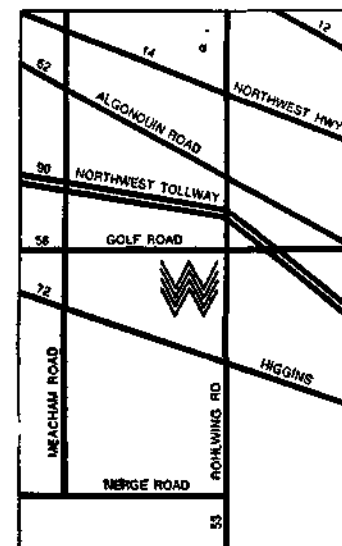 12
14
NORTHWEST HWY
62
ALGONQUIN ROAD
90
NORTHWEST TOLLWAY
58
GOLF ROAD
72
HIGGINS
MEACHAM ROAD
ROHLWING RD
NERGE ROAD
53